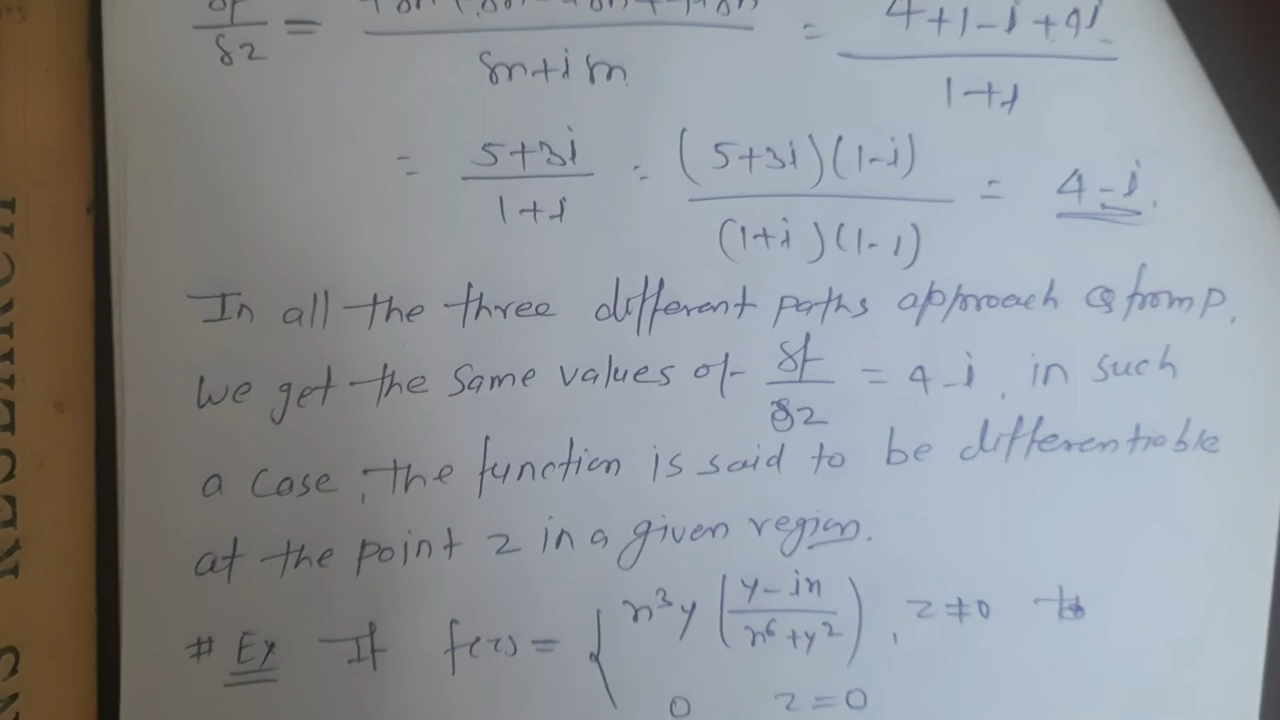 δz = δx+ix = 4+1-i+4i / 1+i
= 5+3i / 1+i = (5+3i)(1-i) / (1+i)(1-i) = 4-i.
In all the three different paths approach Q from P,
we get the same values of δf/δz = 4-i, in such
a case, the function is said to be differentiable
at the point z in a given region.
# Ex If f(z) = { x³y (y-ix / x⁶+y²), z≠0
0 z=0
RESEARCH